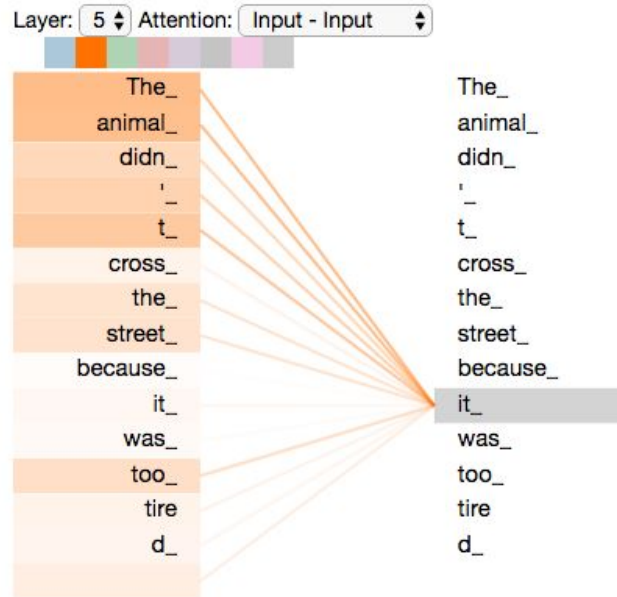 Layer: 5 Attention: Input - Input
The_ The_
animal_ animal_
didn_ didn_
'_ '_
t_ t_
cross_ cross_
the_ the_
street_ street_
because_ because_
it_ it_
was_ was_
too_ too_
tire tire
d_ d_